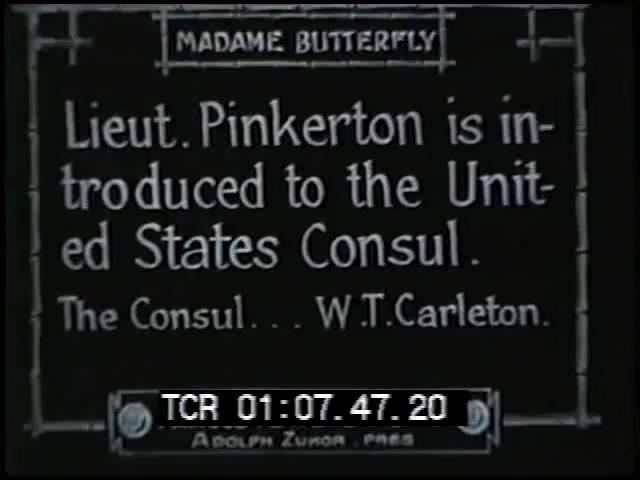 MADAME BUTTERFLY
Lieut. Pinkerton is in-
troduced to the Unit-
ed States Consul.
The Consul... W.T.Carleton.
TCR 01:07.47.20
ADOLPH ZUKOR, PRES